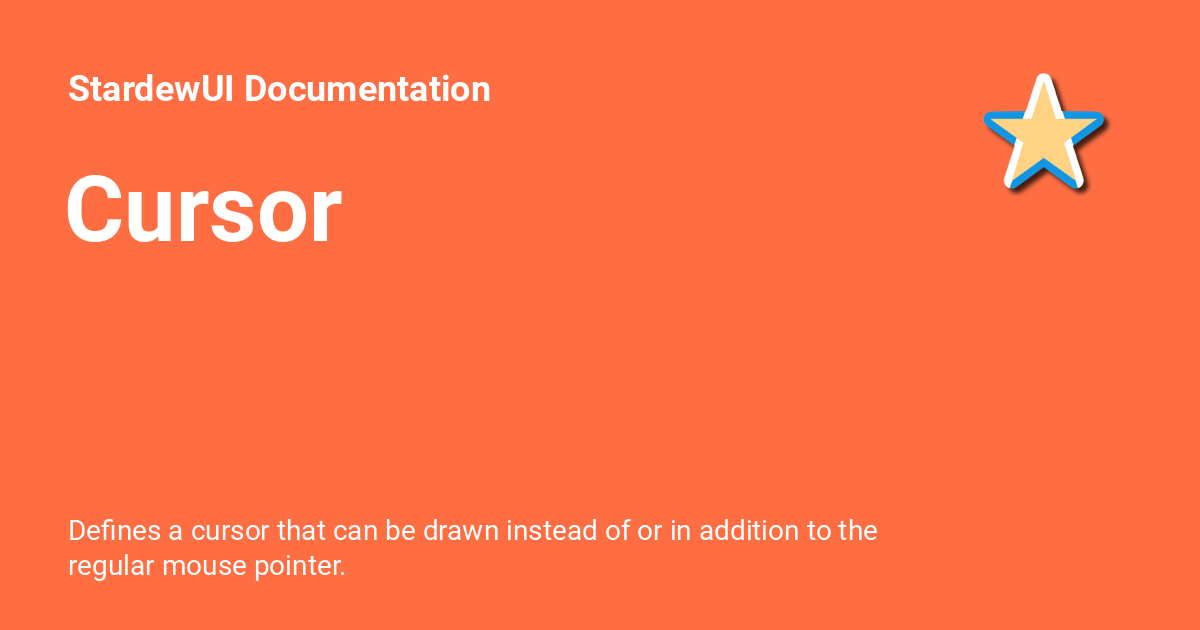 StardewUI Documentation
Cursor
Defines a cursor that can be drawn instead of or in addition to the
regular mouse pointer.